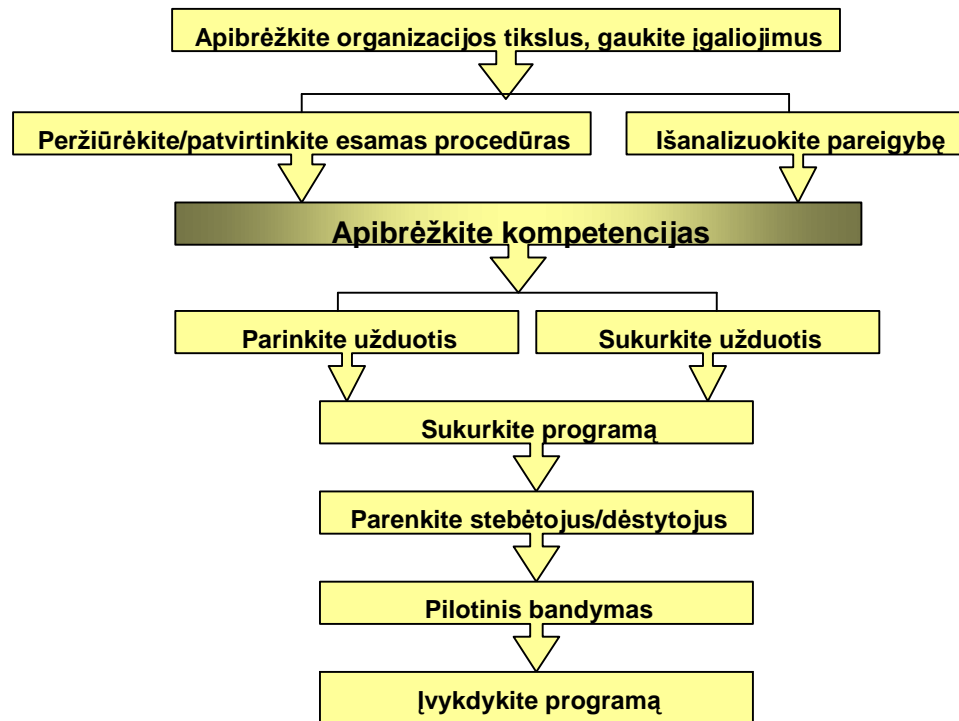 Apibrėžkite organizacijos tikslus, gaukite įgaliojimus
Peržiūrėkite/patvirtinkite esamas procedūras
Išanalizuokite pareigybę
Apibrėžkite kompetencijas
Parinkite užduotis
Sukurkite užduotis
Sukurkite programą
Parenkite stebėtojus/dėstytojus
Pilotinis bandymas
Įvykdykite programą